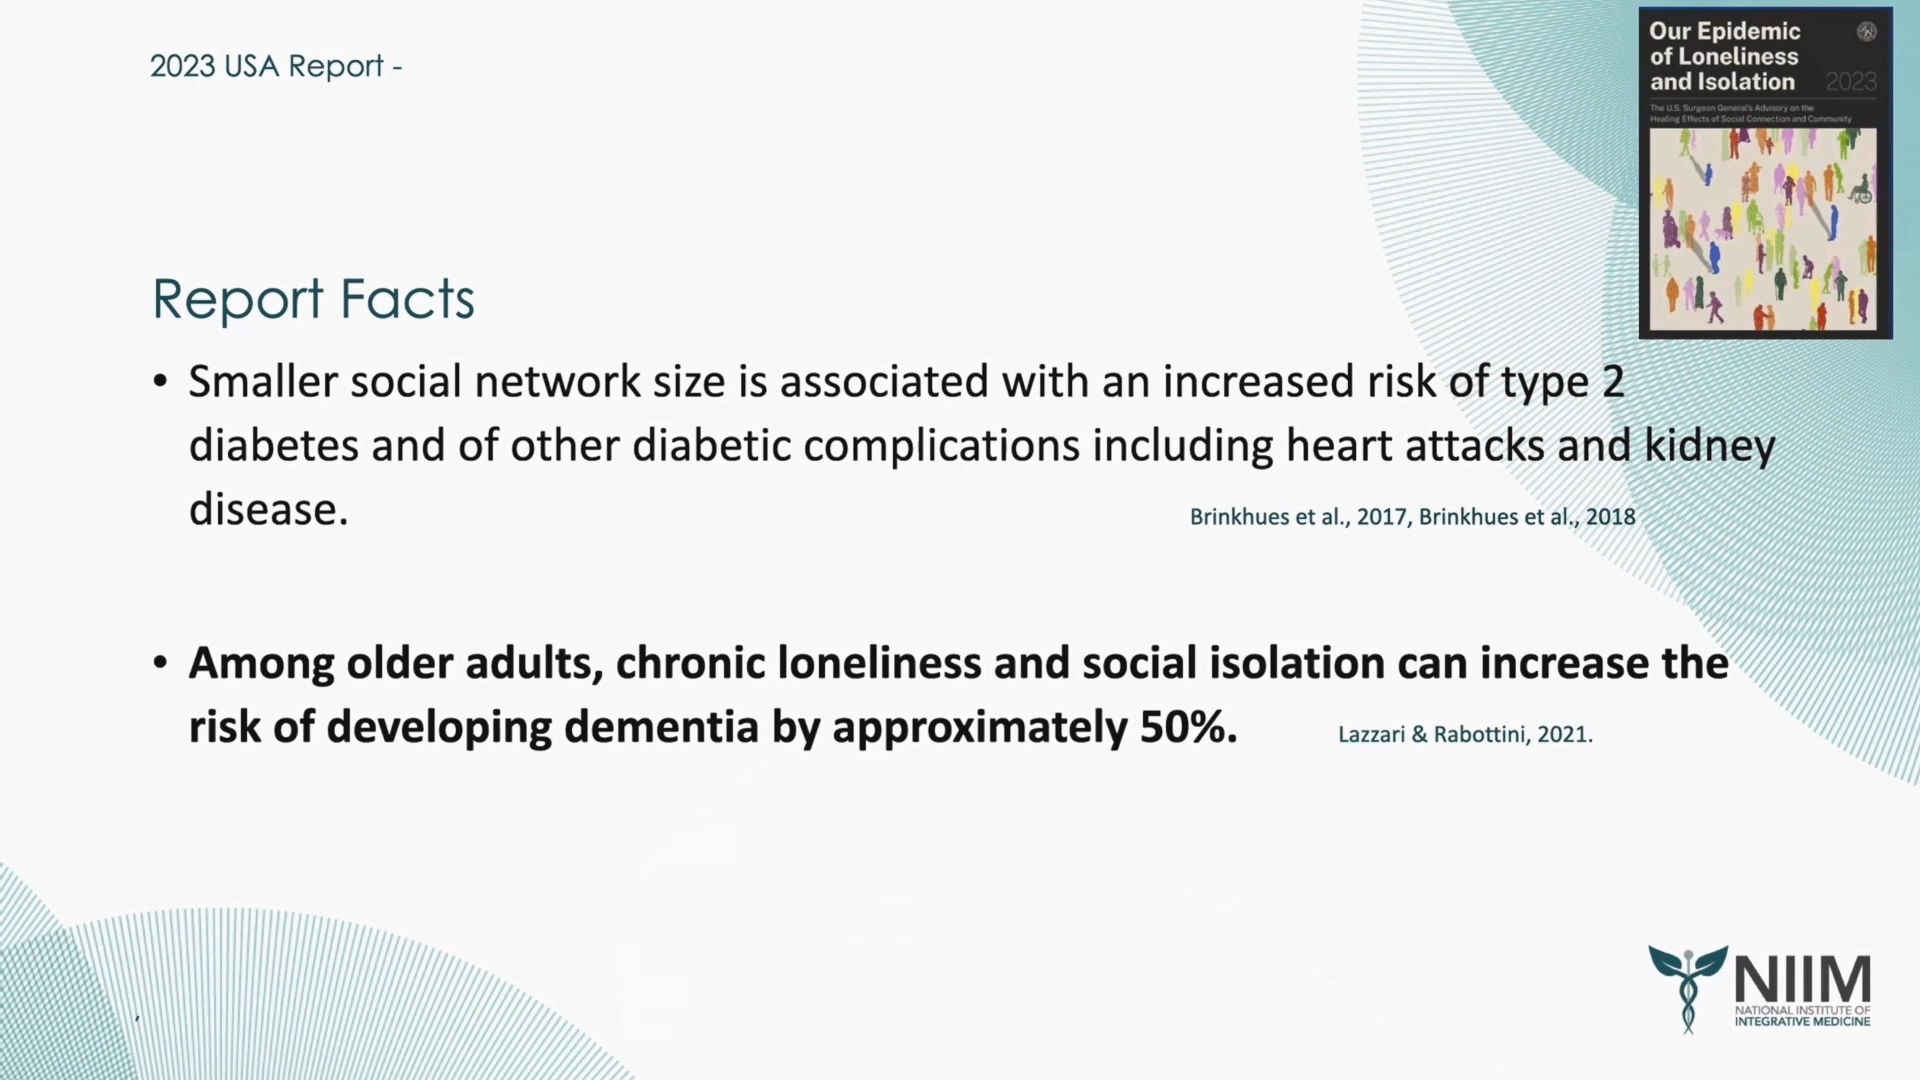 2023 USA Report -
Our Epidemic
of Loneliness
and Isolation 2023
The U.S. Surgeon General's Advisory on the
Healing Effects of Social Connection and Community
Report Facts
• Smaller social network size is associated with an increased risk of type 2
diabetes and of other diabetic complications including heart attacks and kidney
disease. Brinkhues et al., 2017, Brinkhues et al., 2018
• Among older adults, chronic loneliness and social isolation can increase the
risk of developing dementia by approximately 50%. Lazzari & Rabottini, 2021.
,
NIIM
NATIONAL INSTITUTE OF
INTEGRATIVE MEDICINE